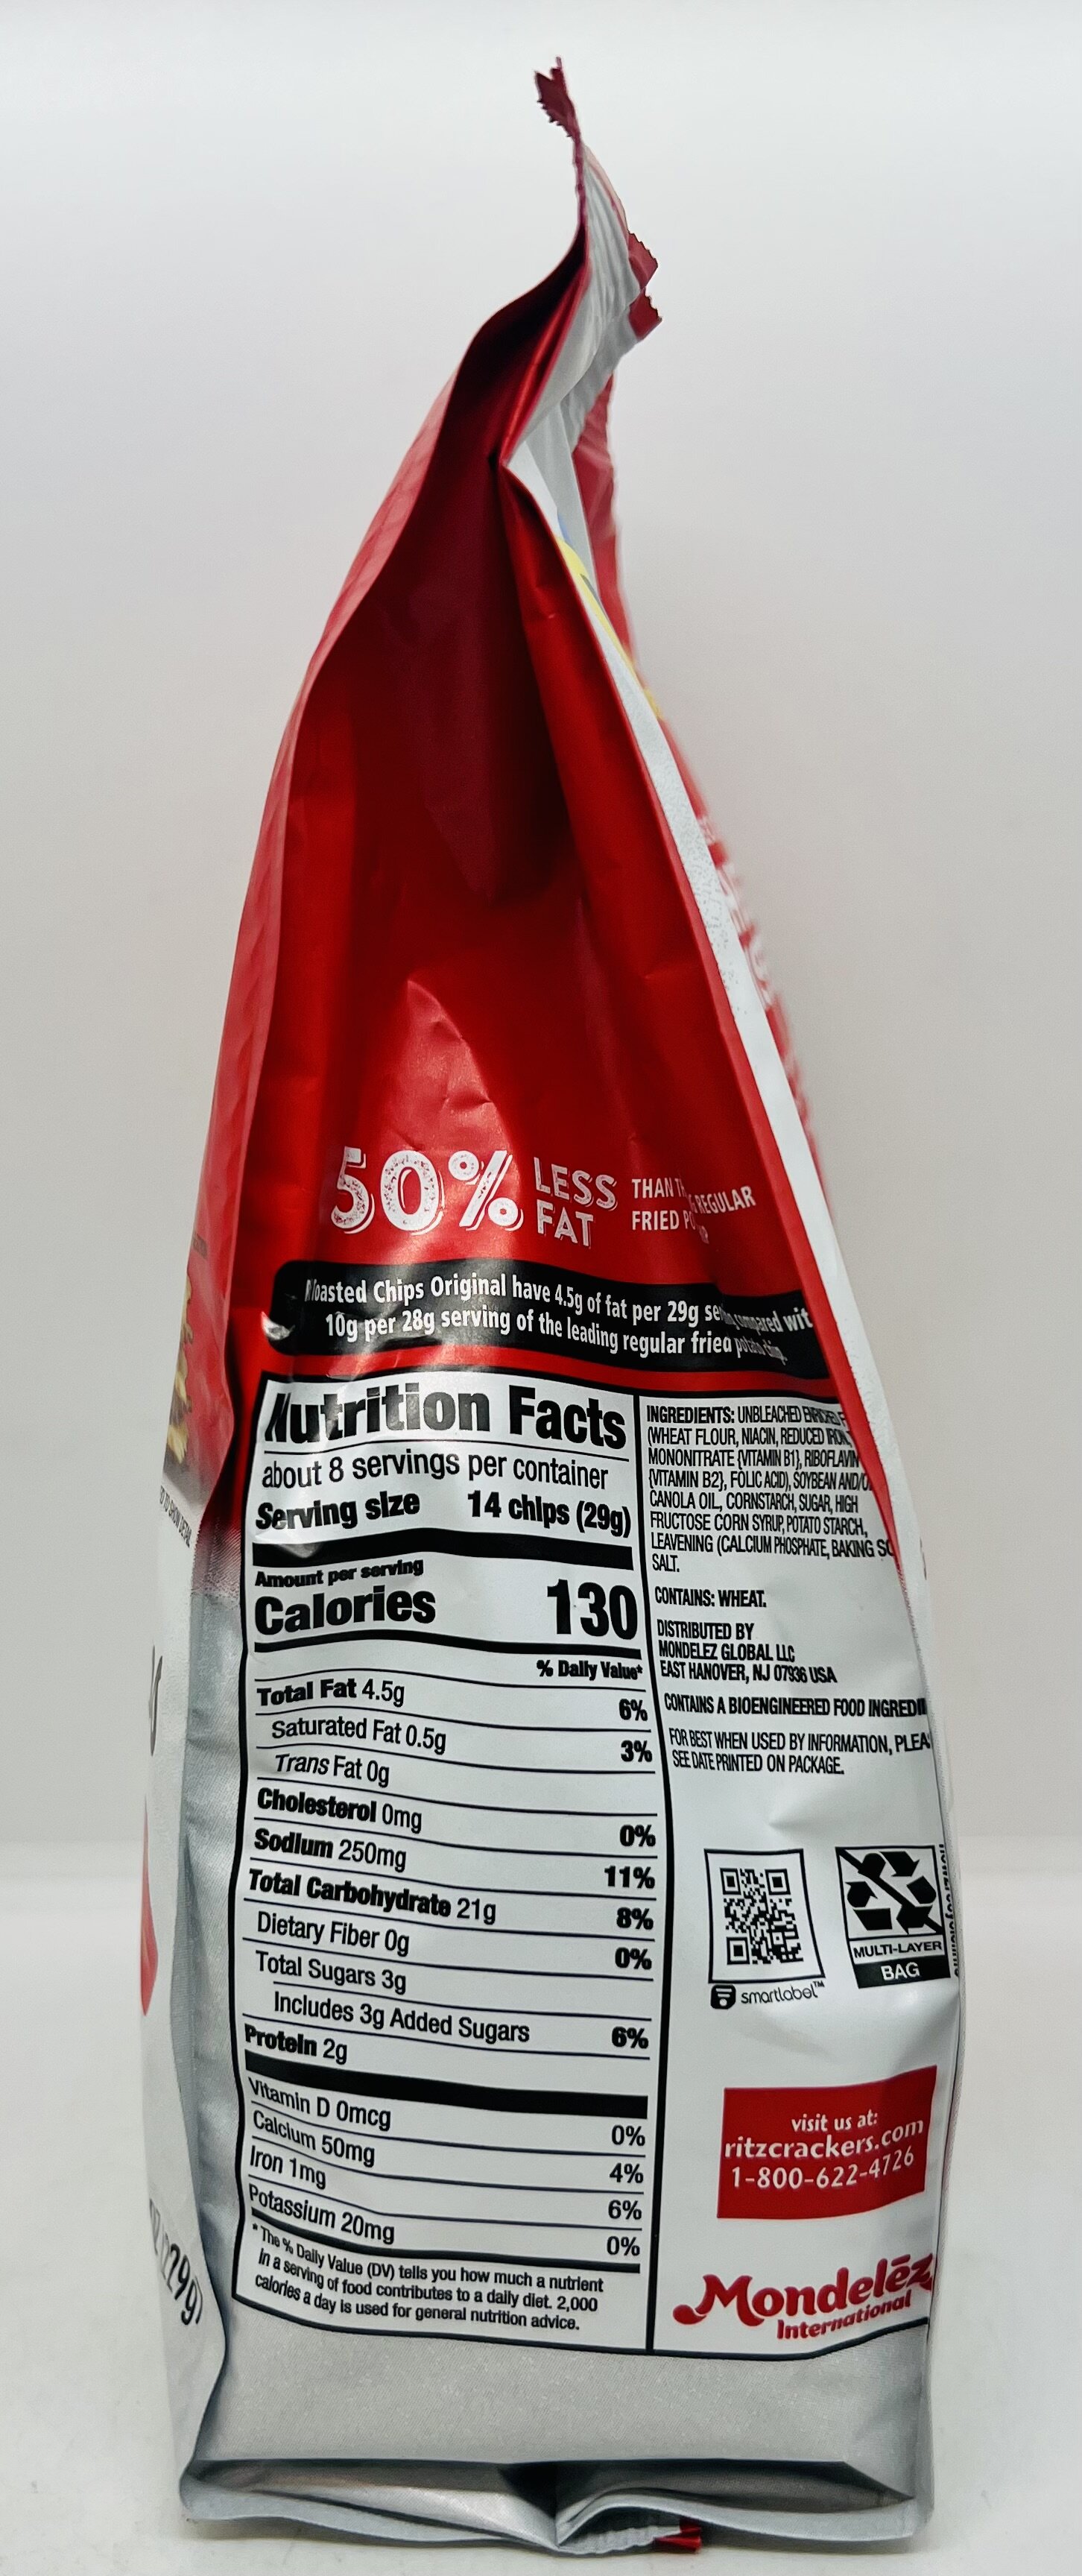 50% LESS FAT THAN REGULAR FRIED
Toasted Chips Original have 4.5g of fat per 29g compared
10g per 28g serving of the leading regular fried potato chip.
Nutrition Facts
about 8 servings per container
Serving size 14 chips (29g)
Amount per serving
Calories 130
% Daily Value*
Total Fat 4.5g 6%
Saturated Fat 0.5g 3%
Trans Fat 0g
Cholesterol 0mg 0%
Sodium 250mg 11%
Total Carbohydrate 21g 8%
Dietary Fiber 0g 0%
Total Sugars 3g
Includes 3g Added Sugars 6%
Protein 2g
Vitamin D 0mcg 0%
Calcium 50mg 4%
Iron 1mg 6%
Potassium 20mg 0%
* The % Daily Value (DV) tells you how much a nutrient
in a serving of food contributes to a daily diet. 2,000
calories a day is used for general nutrition advice.
INGREDIENTS: UNBLEACHED ENRICHED
(WHEAT FLOUR, NIACIN, REDUCED IRON,
MONONITRATE {VITAMIN B1}, RIBOFLAVIN
{VITAMIN B2}, FOLIC ACID), SOYBEAN AND/O
CANOLA OIL, CORNSTARCH, SUGAR, HIGH
FRUCTOSE CORN SYRUP, POTATO STARCH,
LEAVENING (CALCIUM PHOSPHATE, BAKING SO
SALT.
CONTAINS: WHEAT.
DISTRIBUTED BY
MONDELEZ GLOBAL LLC
EAST HANOVER, NJ 07936 USA
CONTAINS A BIOENGINEERED FOOD INGREDI
FOR BEST WHEN USED BY INFORMATION, PLEA
SEE DATE PRINTED ON PACKAGE.
smartlabel™
MULTI-LAYER
BAG
visit us at:
ritzcrackers.com
1-800-622-4726
Mondelēz
International
(229g)